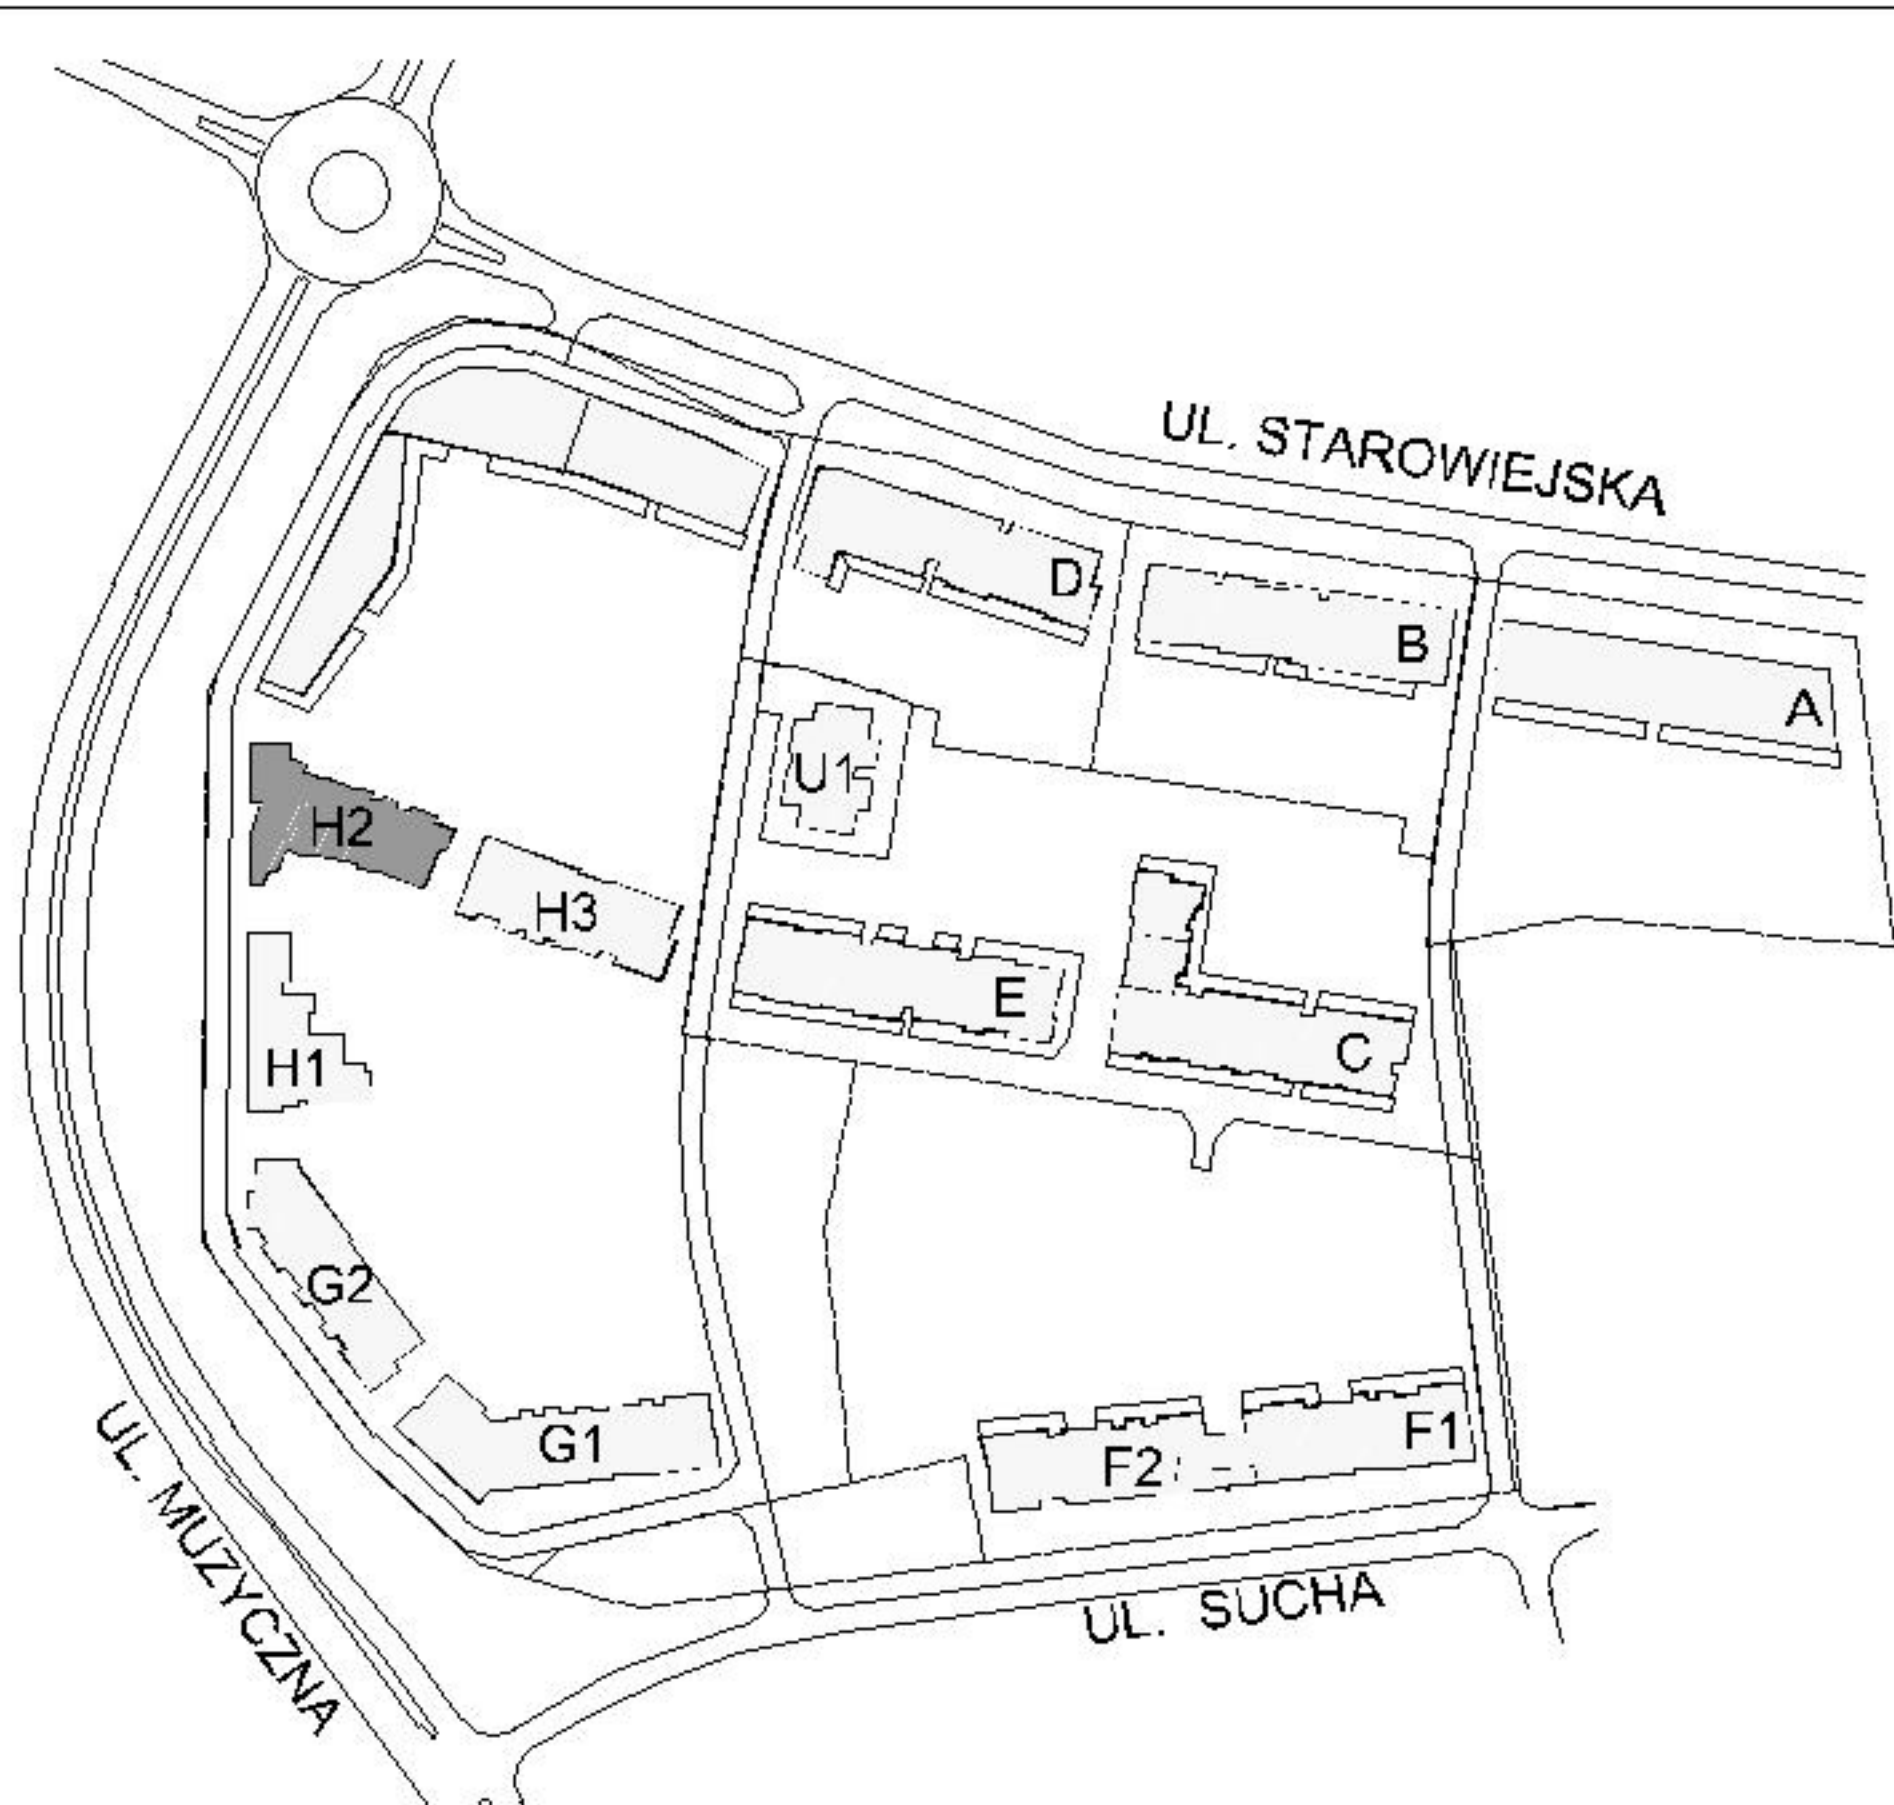 UL. STAROWIEJSKA
D
B
A
U1
H2
H3
E
C
H1
G2
G1
F2
F1
UL. MUZYCZNA
UL. SUCHA